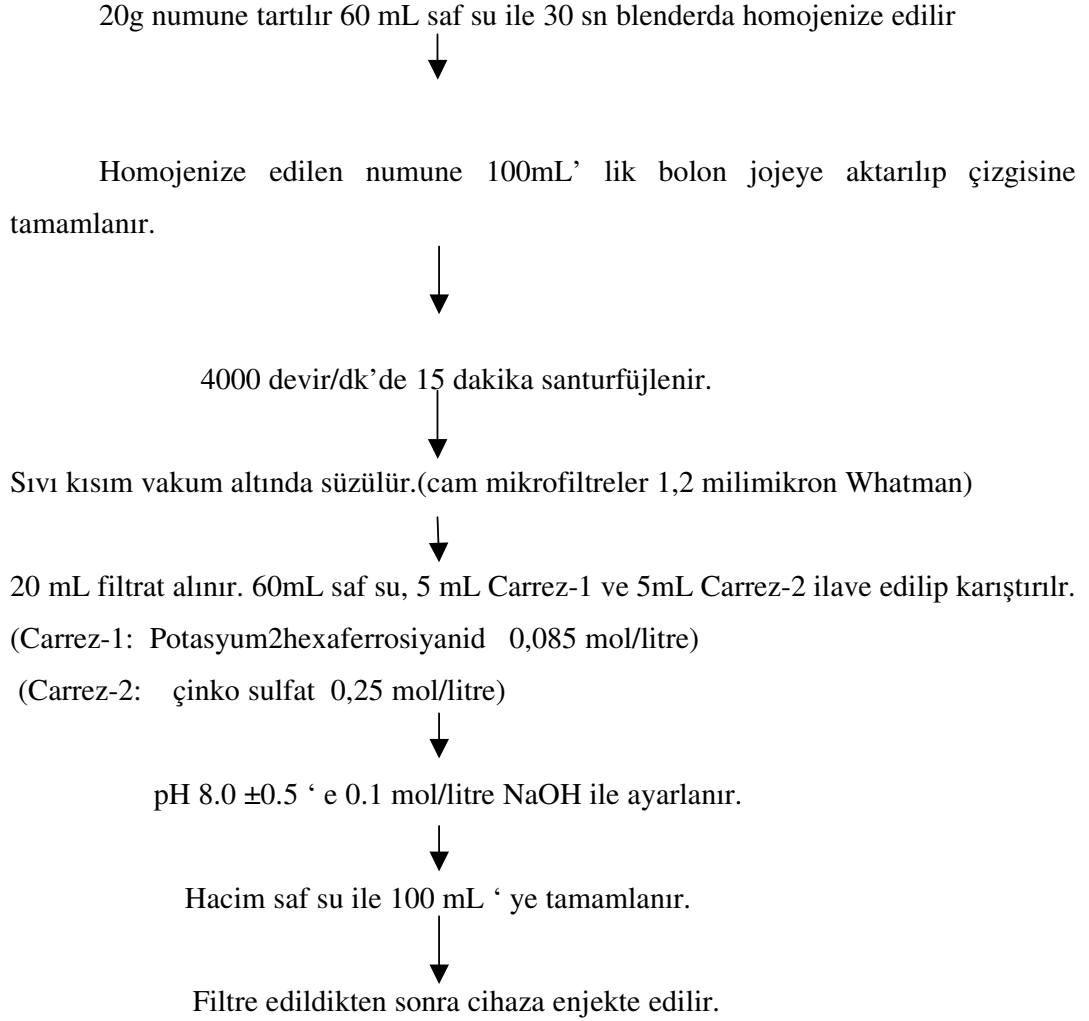 20g numune tartılır 60 mL saf su ile 30 sn blenderda homojenize edilir
Homojenize edilen numune 100mL’ lik bolon jojeye aktarılıp çizgisine
tamamlanır.
4000 devir/dk’de 15 dakika santurfüjlenir.
Sıvı kısım vakum altında süzülür.(cam mikrofiltreler 1,2 milimikron Whatman)
20 mL filtrat alınır. 60mL saf su, 5 mL Carrez-1 ve 5mL Carrez-2 ilave edilip karıştırılr.
(Carrez-1: Potasyum2hexaferrosiyanid 0,085 mol/litre)
(Carrez-2: çinko sulfat 0,25 mol/litre)
pH 8.0 ±0.5 ‘ e 0.1 mol/litre NaOH ile ayarlanır.
Hacim saf su ile 100 mL ‘ ye tamamlanır.
Filtre edildikten sonra cihaza enjekte edilir.